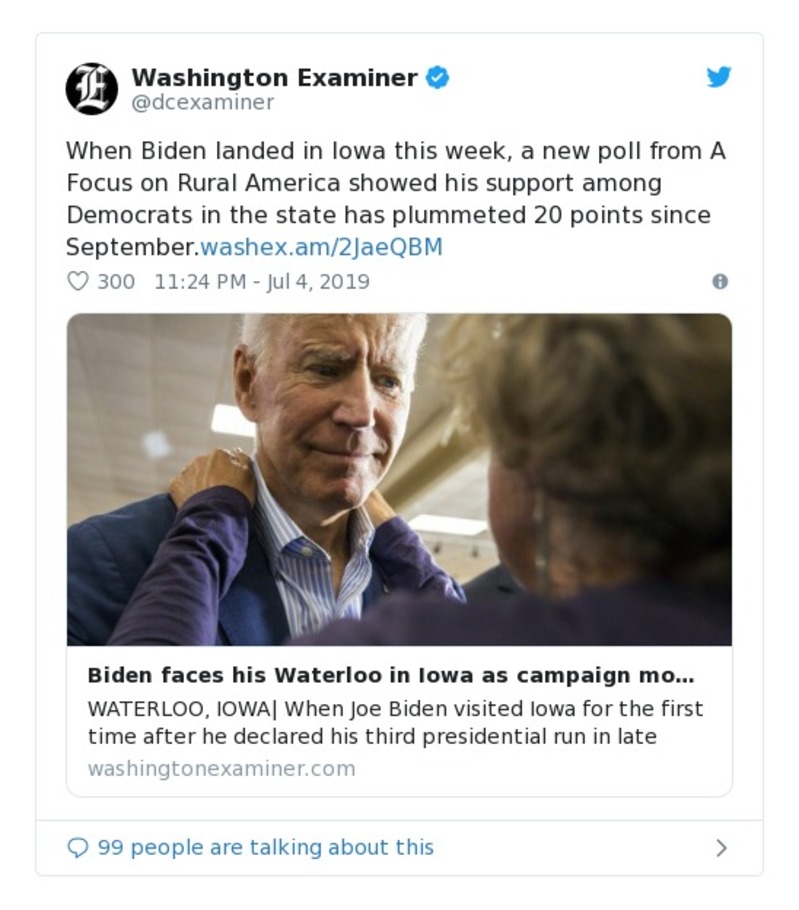 Washington Examiner
@dcexaminer
When Biden landed in Iowa this week, a new poll from A
Focus on Rural America showed his support among
Democrats in the state has plummeted 20 points since
September.washex.am/2JaeQBM
300 11:24 PM - Jul 4, 2019
Biden faces his Waterloo in Iowa as campaign mo...
WATERLOO, IOWA| When Joe Biden visited Iowa for the first
time after he declared his third presidential run in late
washingtonexaminer.com
99 people are talking about this